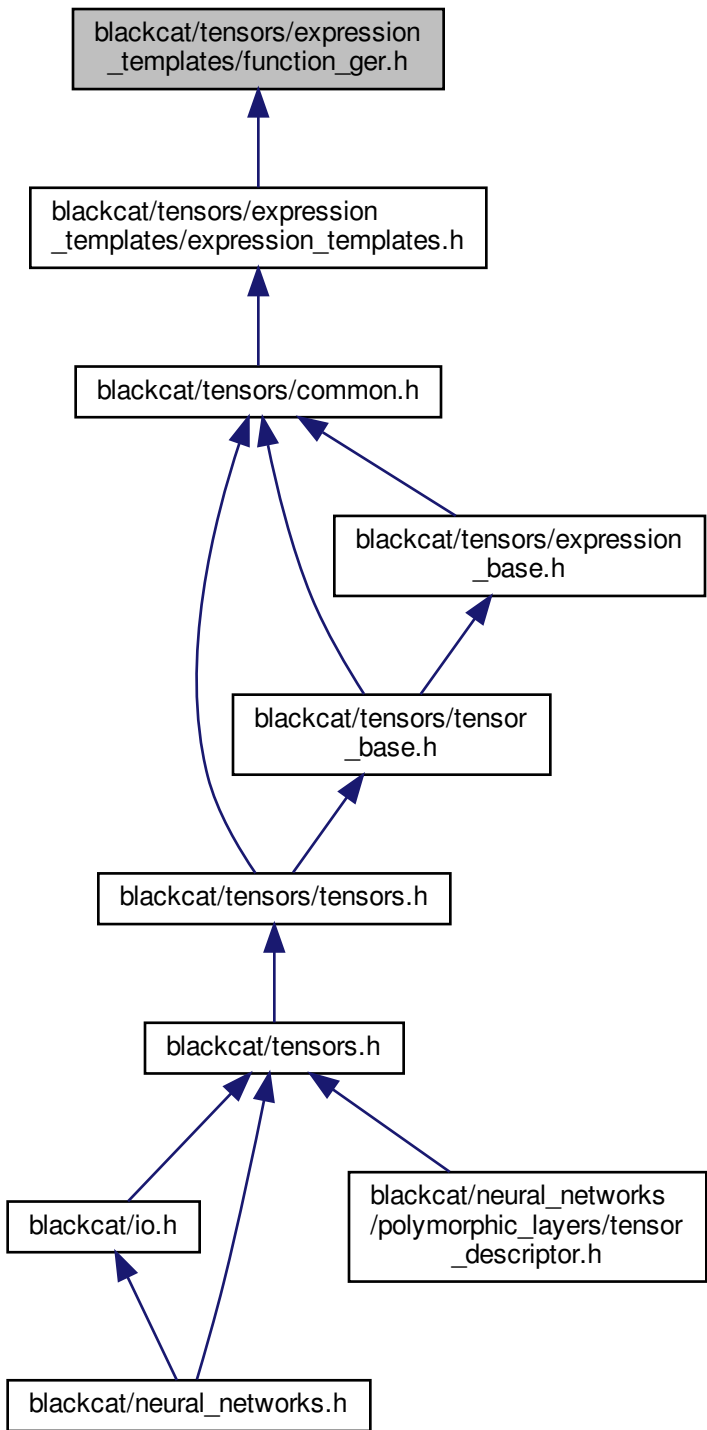 blackcat/tensors/expression
_templates/function_ger.h
blackcat/tensors/expression
_templates/expression_templates.h
blackcat/tensors/common.h
blackcat/tensors/expression
_base.h
blackcat/tensors/tensor
_base.h
blackcat/tensors/tensors.h
blackcat/tensors.h
blackcat/io.h
blackcat/neural_networks
/polymorphic_layers/tensor
_descriptor.h
blackcat/neural_networks.h